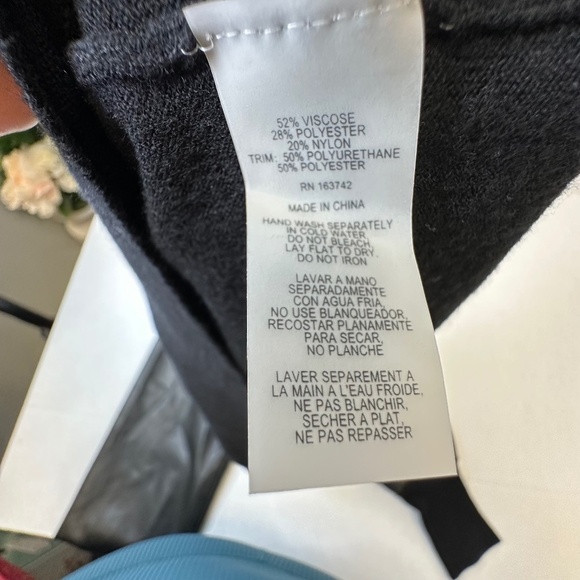 52% VISCOSE
28% POLYESTER
20% NYLON
TRIM: 50% POLYURETHANE
50% POLYESTER
RN 163742
MADE IN CHINA
HAND WASH SEPARATELY
IN COLD WATER.
DO NOT BLEACH.
LAY FLAT TO DRY.
DO NOT IRON
LAVAR A MANO
SEPARADAMENTE
CON AGUA FRIA,
NO USE BLANQUEADOR,
RECOSTAR PLANAMENTE
PARA SECAR,
NO PLANCHE
LAVER SEPAREMENT A
LA MAIN A L'EAU FROIDE,
NE PAS BLANCHIR,
SECHER A PLAT,
NE PAS REPASSER